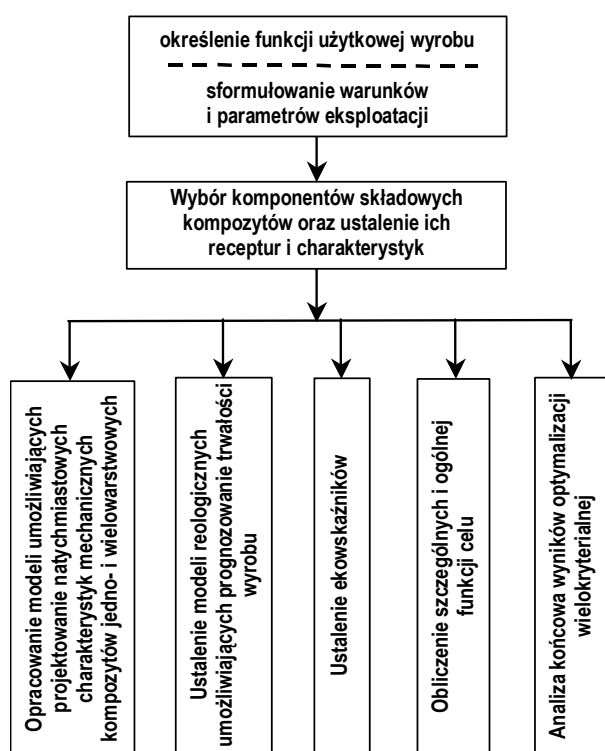 określenie funkcji użytkowej wyrobu
sformułowanie warunków
i parametrów eksploatacji
Wybór komponentów składowych
kompozytów oraz ustalenie ich
receptur i charakterystyk
Opracowanie modeli umożliwiających
projektowanie natychmiastowych
charakterystyk mechanicznych
kompozytów jedno- i wielowarstwowych
Ustalenie modeli reologicznych
umożliwiających prognozowanie trwałości
wyrobu
Ustalenie ekowskaźników
Obliczenie szczególnych i ogólnej
funkcji celu
Analiza końcowa wyników optymalizacji
wielokryterialnej